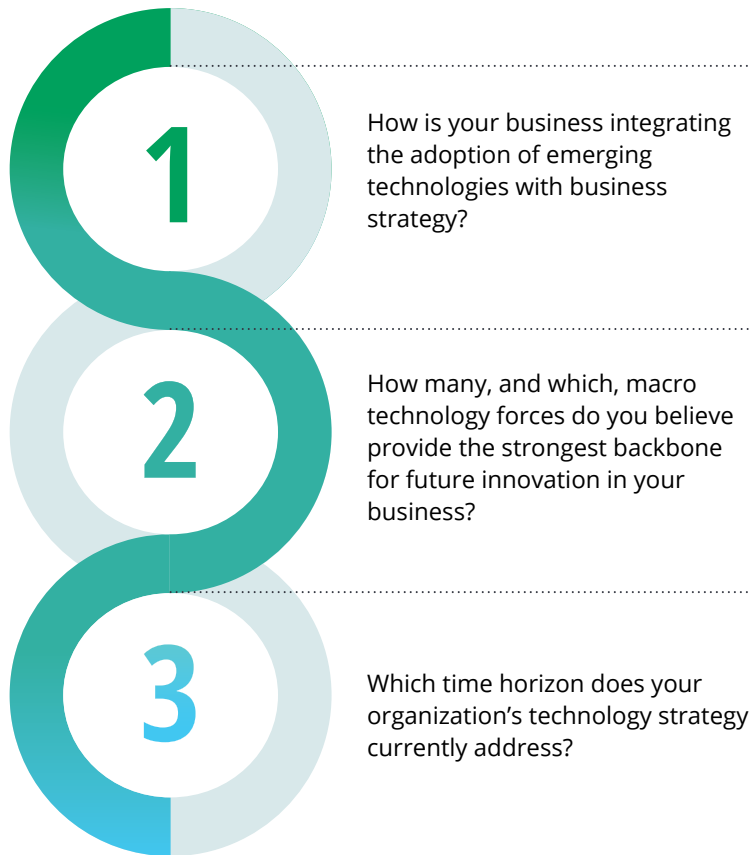 1
How is your business integrating
the adoption of emerging
technologies with business
strategy?
2
How many, and which, macro
technology forces do you believe
provide the strongest backbone
for future innovation in your
business?
3
Which time horizon does your
organization’s technology strategy
currently address?